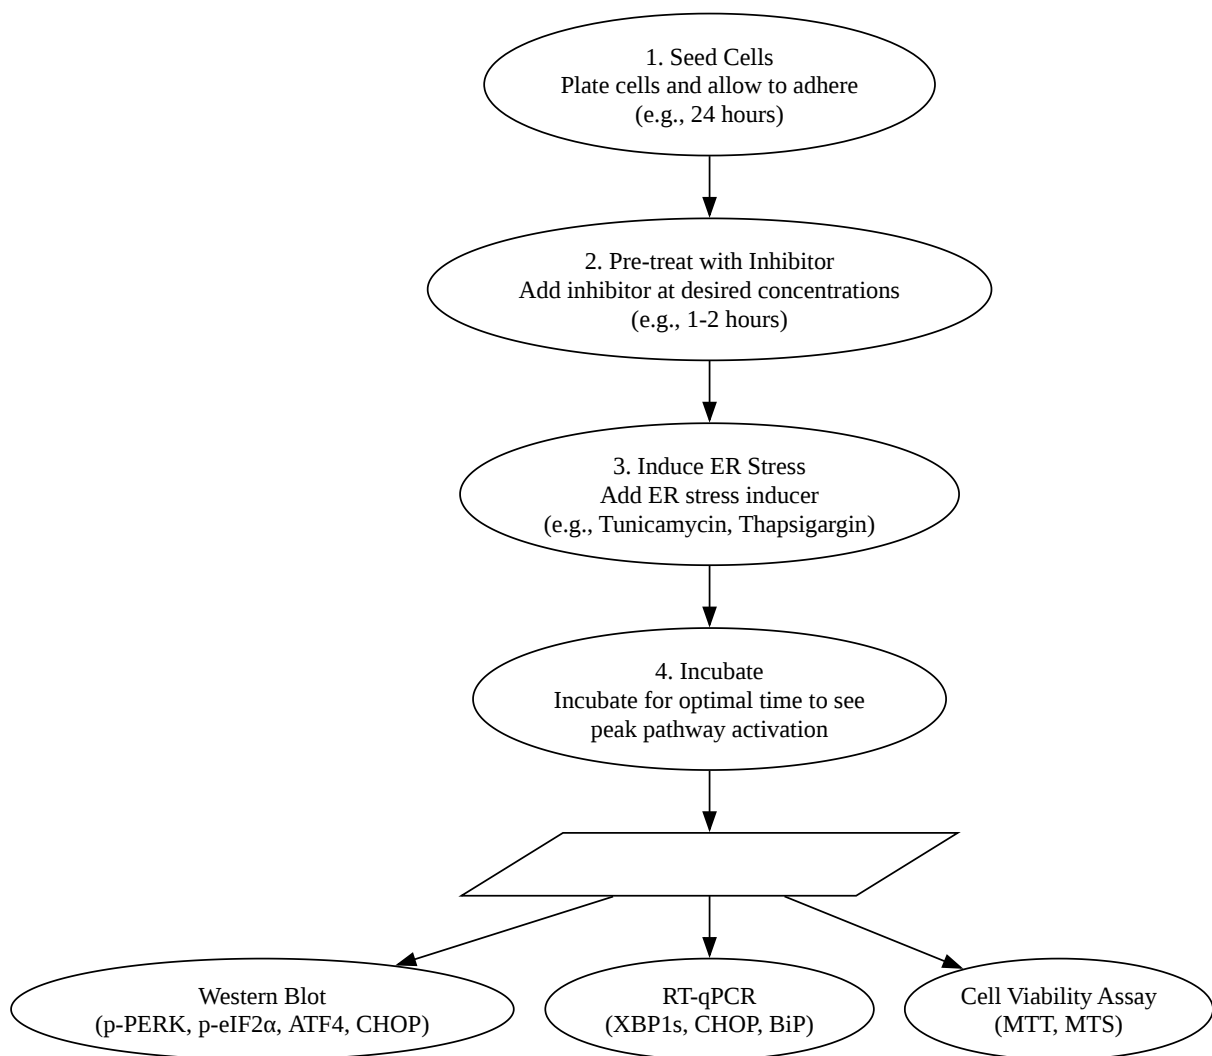 1. Seed Cells
Plate cells and allow to adhere
(e.g., 24 hours)
2. Pre-treat with Inhibitor
Add inhibitor at desired concentrations
(e.g., 1-2 hours)
3. Induce ER Stress
Add ER stress inducer
(e.g., Tunicamycin, Thapsigargin)
4. Incubate
Incubate for optimal time to see
peak pathway activation
Western Blot
(p-PERK, p-eIF2α, ATF4, CHOP)
RT-qPCR
(XBP1s, CHOP, BiP)
Cell Viability Assay
(MTT, MTS)